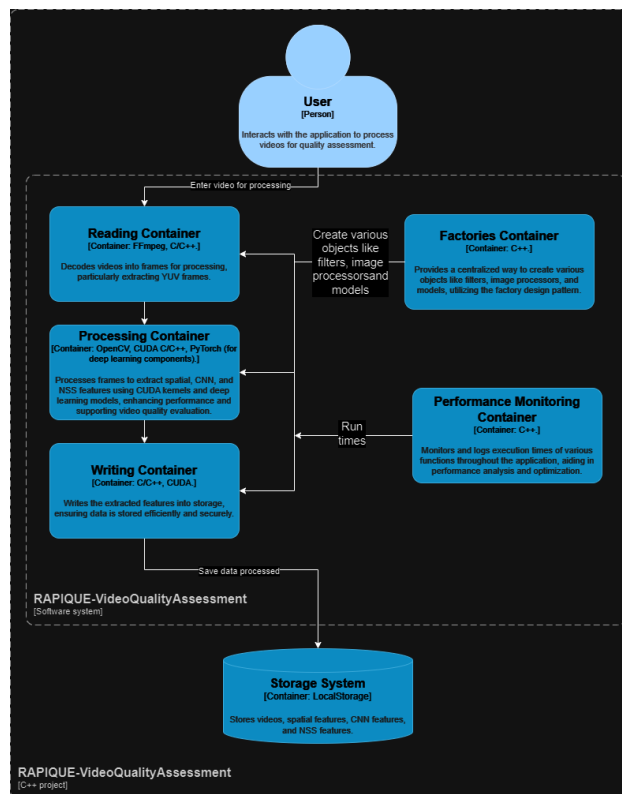 User
[Person]
Interacts with the application to process
videos for quality assessment.
Enter video for processing
Reading Container
[Container: FFmpeg, C/C++.]
Decodes videos into frames for processing,
particularly extracting YUV frames.
Create various
objects like
filters, image
processorsand
models
Factories Container
[Container: C++.]
Provides a centralized way to create various
objects like filters, image processors, and
models, utilizing the factory design pattern.
Processing Container
[Container: OpenCV, CUDA C/C++, PyTorch (for
deep learning components).]
Processes frames to extract spatial, CNN, and
NSS features using CUDA kernels and deep
learning models, enhancing performance and
supporting video quality evaluation.
Run
times
Performance Monitoring
Container
[Container: C++.]
Monitors and logs execution times of various
functions throughout the application, aiding in
performance analysis and optimization.
Writing Container
[Container: C/C++, CUDA.]
Writes the extracted features into storage,
ensuring data is stored efficiently and securely.
Save data processed
RAPIQUE-VideoQualityAssessment
[Software system]
Storage System
[Container: LocalStorage]
Stores videos, spatial features, CNN features,
and NSS features.
RAPIQUE-VideoQualityAssessment
[C++ project]